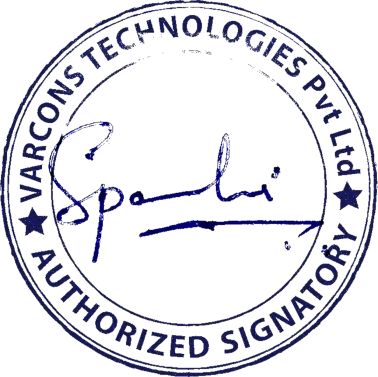 VARCONS TECHNOLOGIES Pvt Ltd
AUTHORIZED SIGNATORY